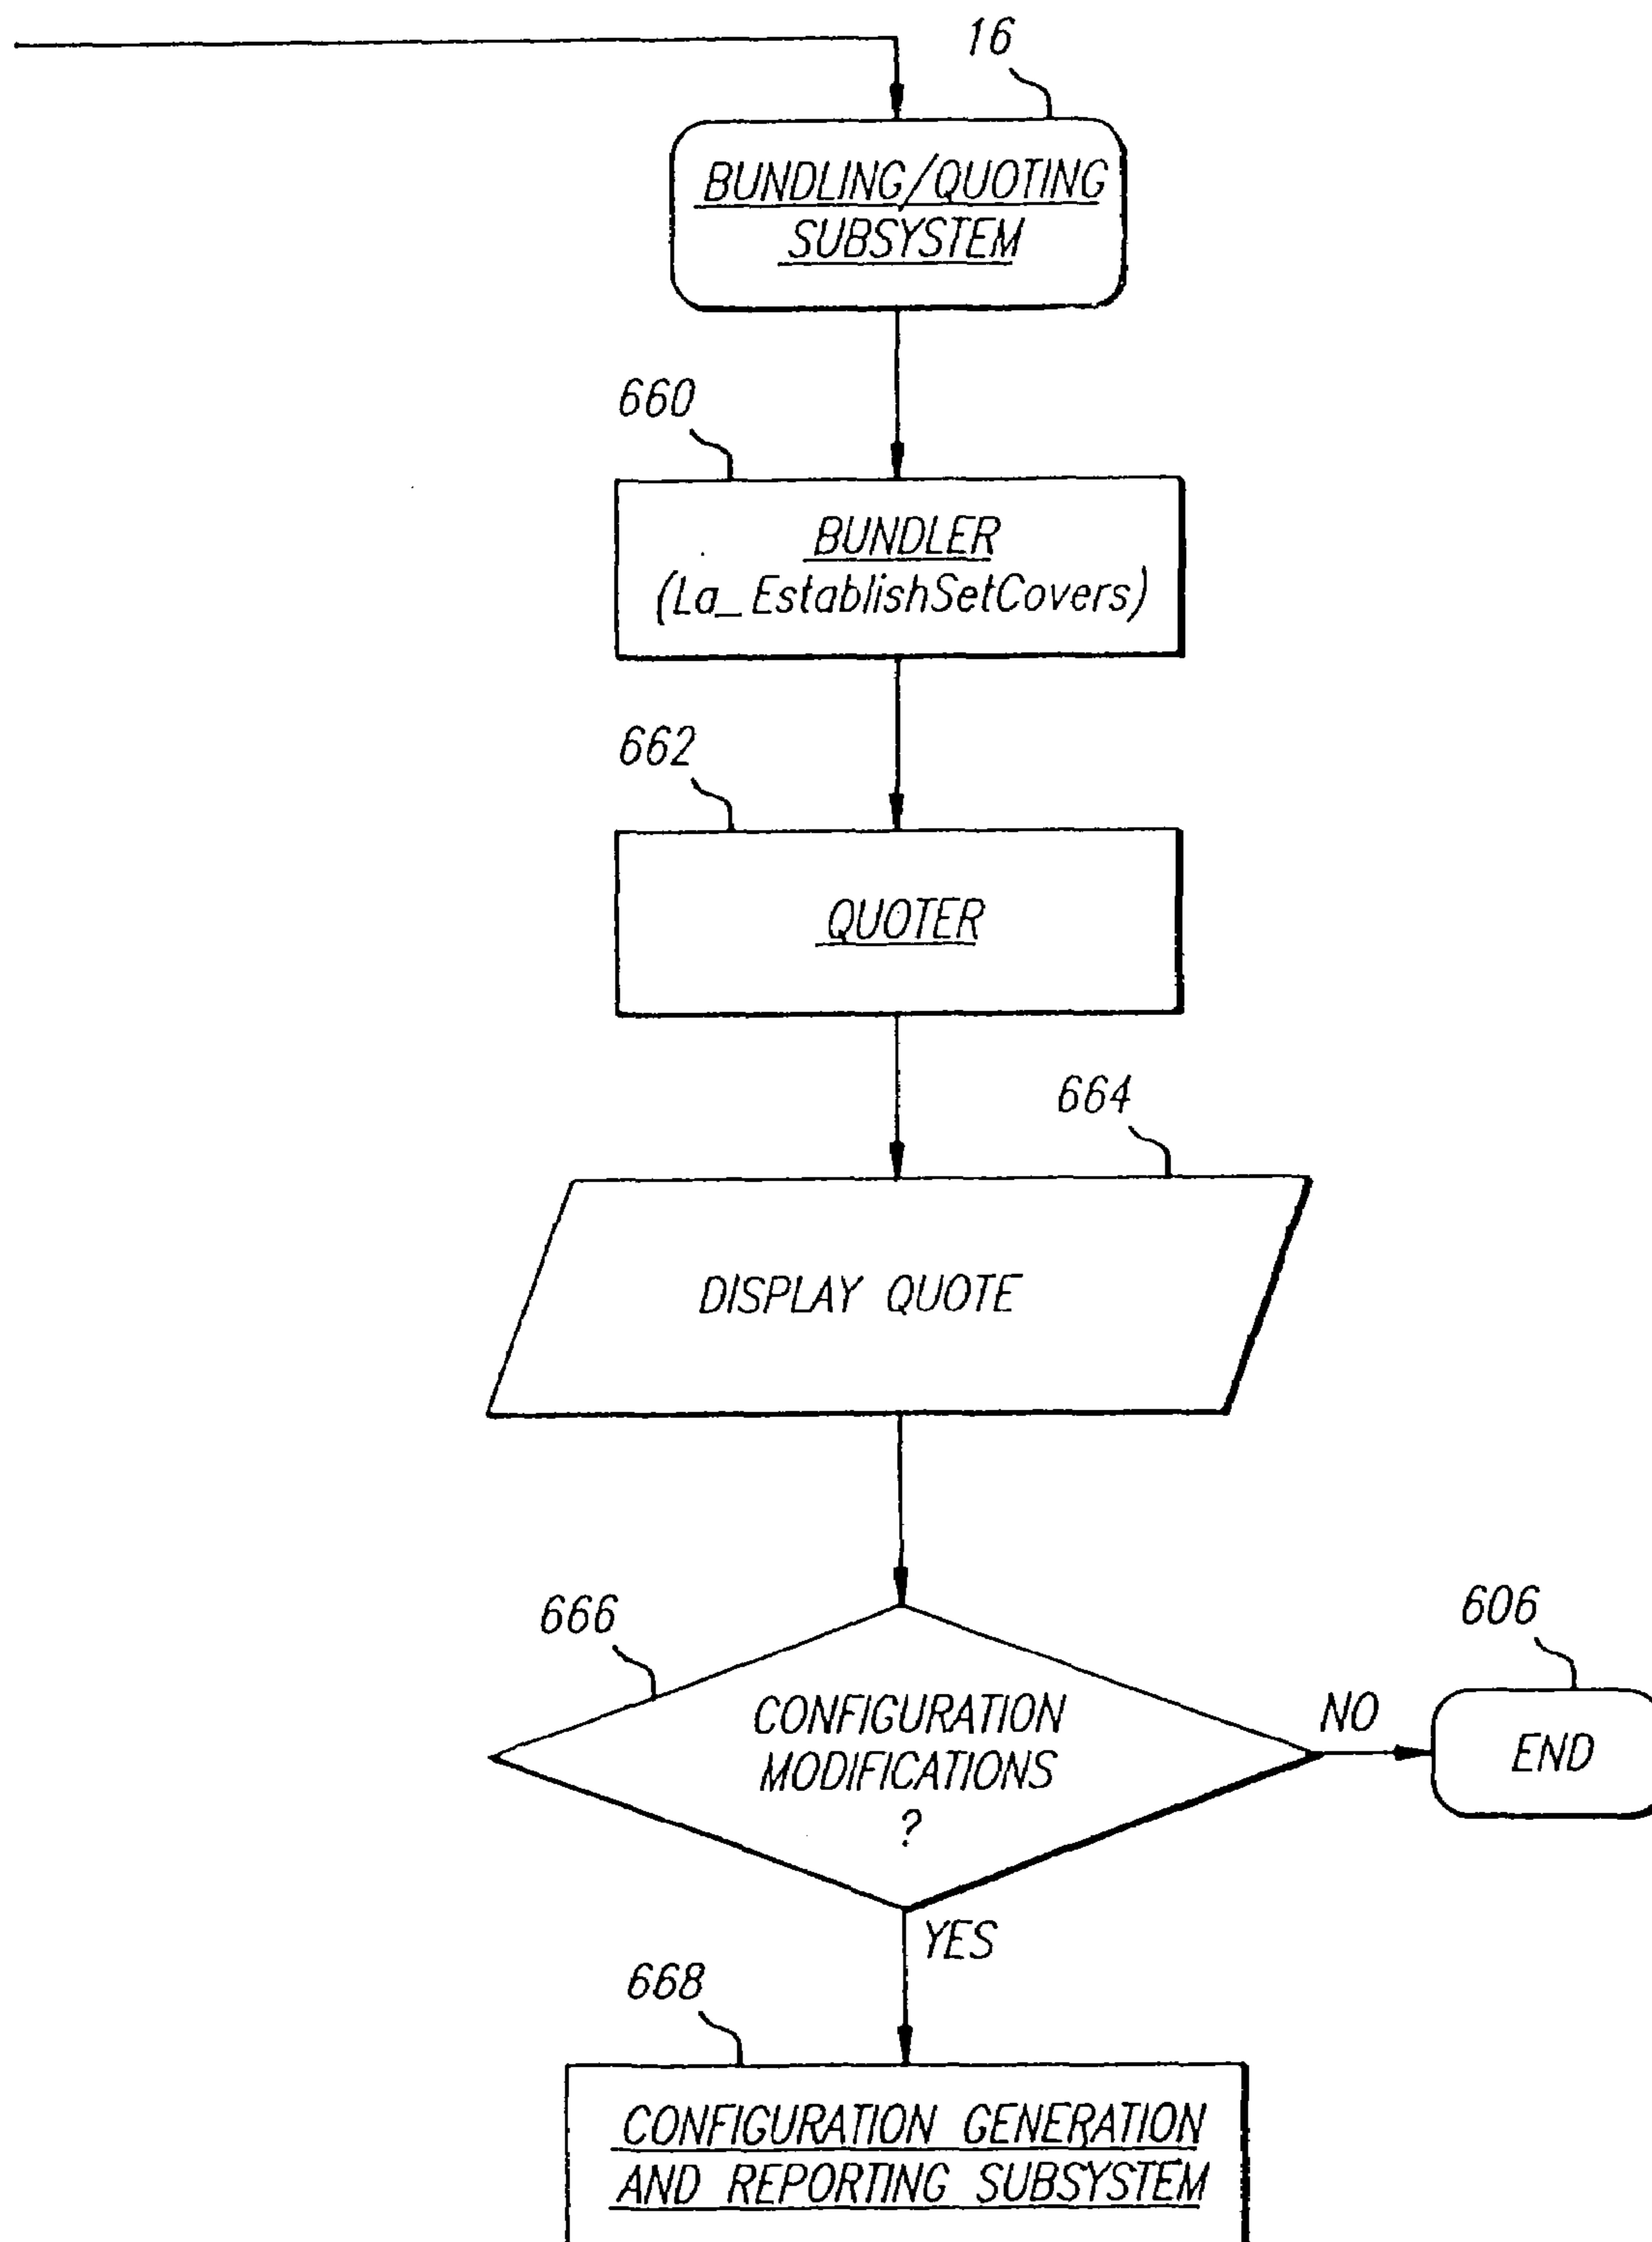 16
BUNDLING/QUOTING
SUBSYSTEM
660
BUNDLER
(La_EstablishSetCovers)
662
QUOTER
664
DISPLAY QUOTE
666
CONFIGURATION
MODIFICATIONS
?
NO
606
END
YES
668
CONFIGURATION GENERATION
AND REPORTING SUBSYSTEM